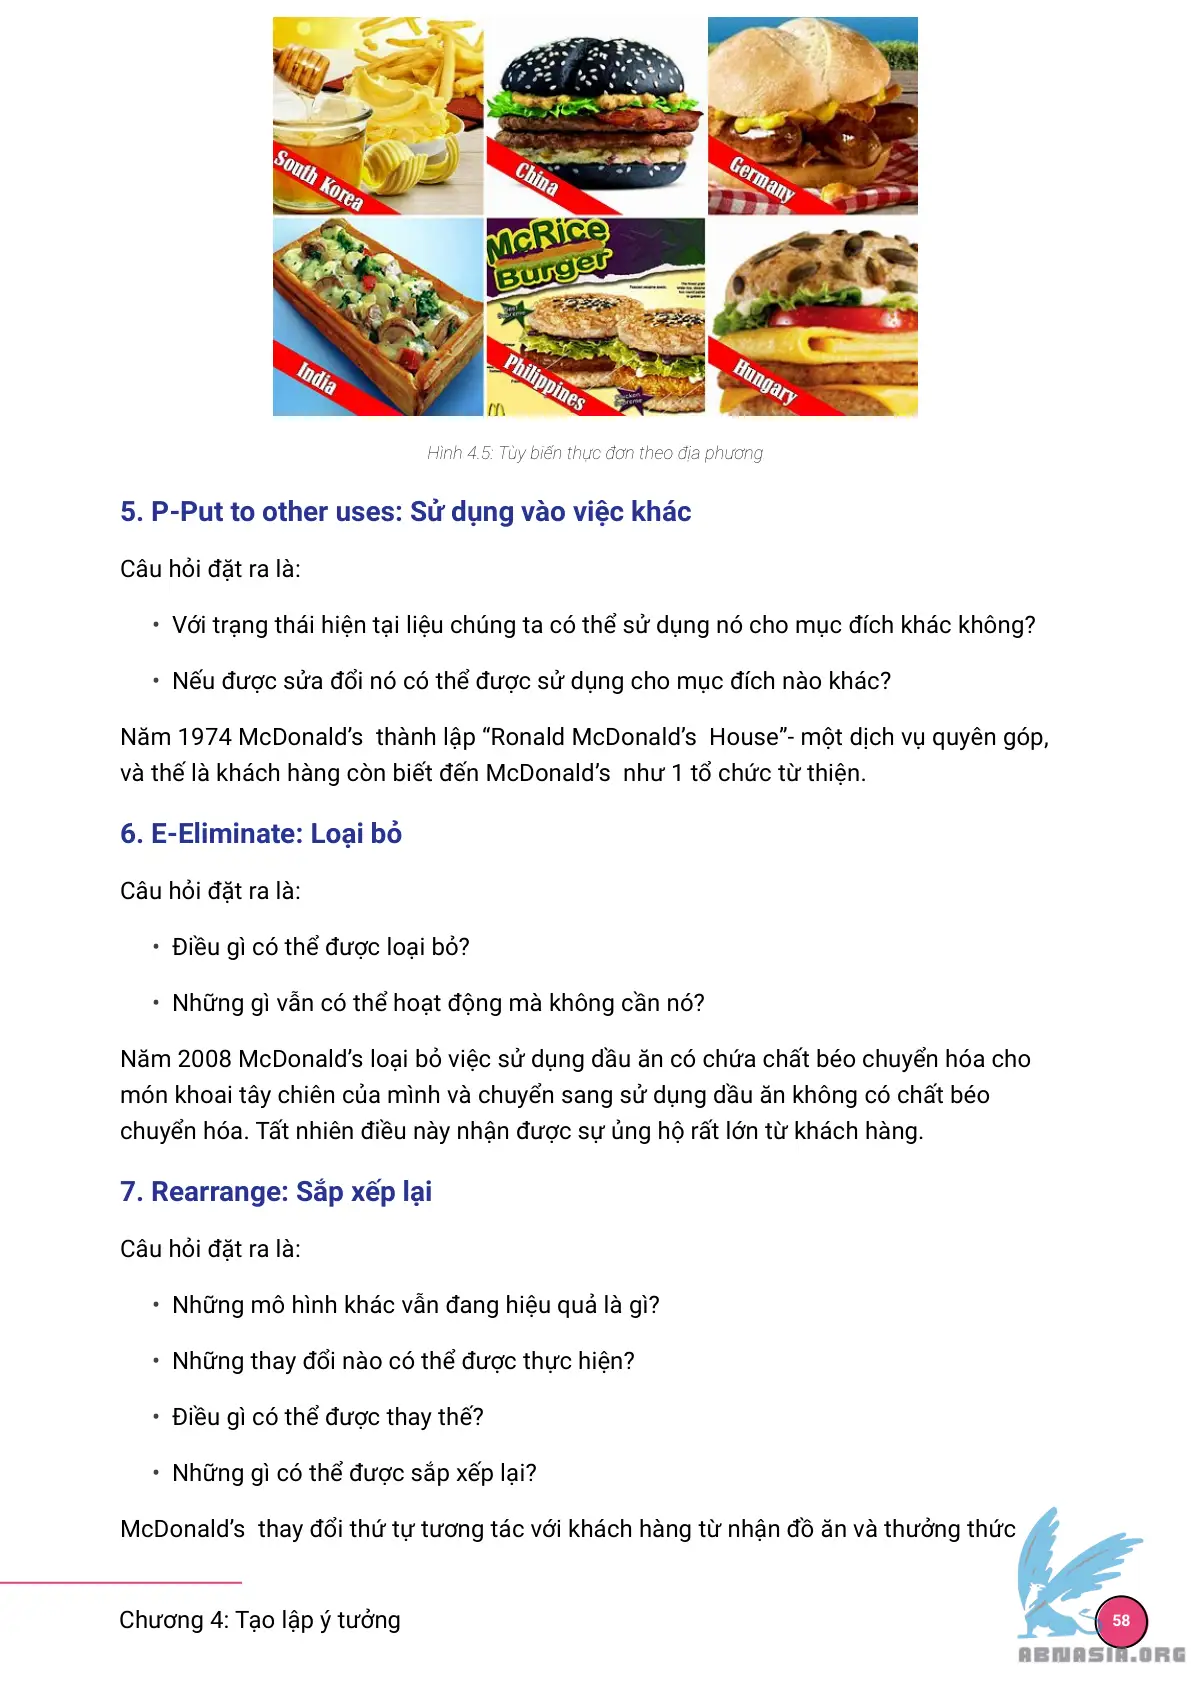 South Korea
China
Germany
India
McRice
Burger
Philippines
Hungary
Hình 4.5: Tùy biến thực đơn theo địa phương
5. P-Put to other uses: Sử dụng vào việc khác
Câu hỏi đặt ra là:
• Với trạng thái hiện tại liệu chúng ta có thể sử dụng nó cho mục đích khác không?
• Nếu được sửa đổi nó có thể được sử dụng cho mục đích nào khác?
Năm 1974 McDonald’s thành lập “Ronald McDonald’s House”- một dịch vụ quyên góp,
và thế là khách hàng còn biết đến McDonald’s như 1 tổ chức từ thiện.
6. E-Eliminate: Loại bỏ
Câu hỏi đặt ra là:
• Điều gì có thể được loại bỏ?
• Những gì vẫn có thể hoạt động mà không cần nó?
Năm 2008 McDonald’s loại bỏ việc sử dụng dầu ăn có chứa chất béo chuyển hóa cho
món khoai tây chiên của mình và chuyển sang sử dụng dầu ăn không có chất béo
chuyển hóa. Tất nhiên điều này nhận được sự ủng hộ rất lớn từ khách hàng.
7. Rearrange: Sắp xếp lại
Câu hỏi đặt ra là:
• Những mô hình khác vẫn đang hiệu quả là gì?
• Những thay đổi nào có thể được thực hiện?
• Điều gì có thể được thay thế?
• Những gì có thể được sắp xếp lại?
McDonald’s thay đổi thứ tự tương tác với khách hàng từ nhận đồ ăn và thưởng thức
Chương 4: Tạo lập ý tưởng
58
ABNASIA.ORG